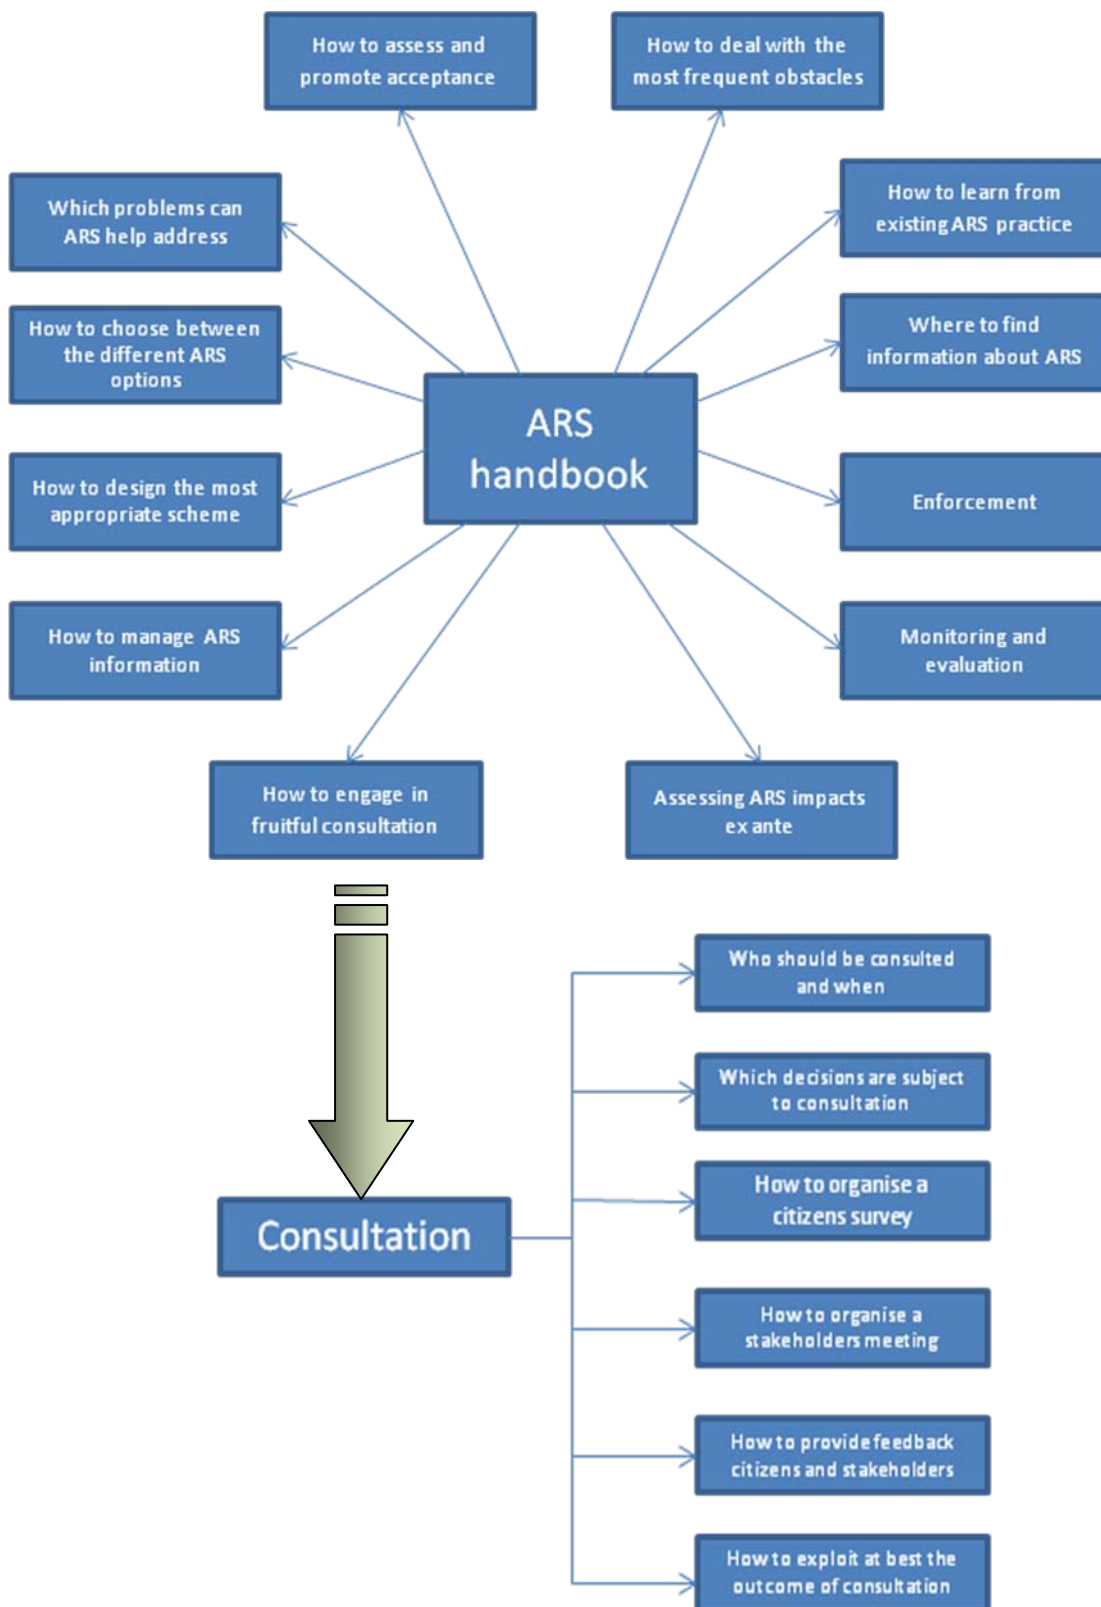 How to assess and
promote acceptance
How to deal with the
most frequent obstacles
Which problems can
ARS help address
How to learn from
existing ARS practice
How to choose between
the different ARS
options
Where to find
information about ARS
ARS
handbook
How to design the most
appropriate scheme
Enforcement
How to manage ARS
information
Monitoring and
evaluation
How to engage in
fruitful consultation
Assessing ARS impacts
ex ante
Who should be consulted
and when
Which decisions are subject
to consultation
How to organise a
citizens survey
Consultation
How to organise a
stakeholders meeting
How to provide feedback
citizens and stakeholders
How to exploit at best the
outcome of consultation